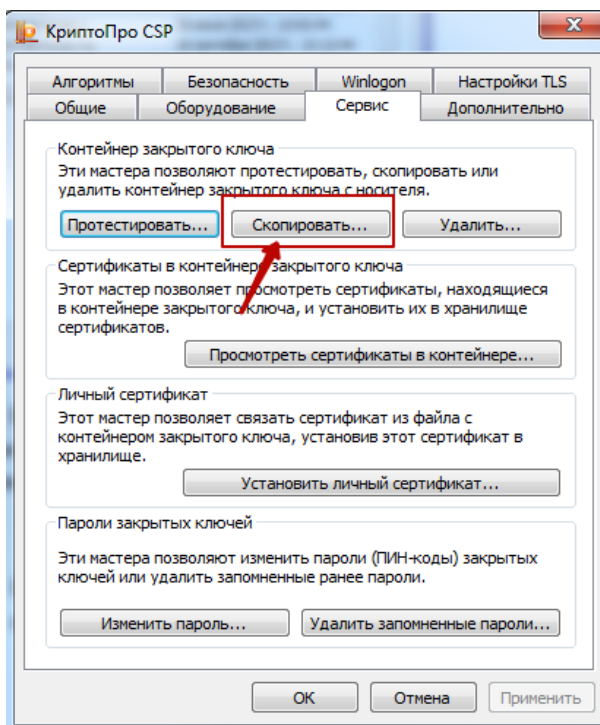 КриптоПро CSP
Алгоритмы Безопасность Winlogon Настройки TLS
Общие Оборудование Сервис Дополнительно
Контейнер закрытого ключа
Эти мастера позволяют протестировать, скопировать или
удалить контейнер закрытого ключа с носителя.
Протестировать... Скопировать... Удалить...
Сертификаты в контейнере закрытого ключа
Этот мастер позволяет просмотреть сертификаты, находящиеся
в контейнере закрытого ключа, и установить их в хранилище
сертификатов.
Просмотреть сертификаты в контейнере...
Личный сертификат
Этот мастер позволяет связать сертификат из файла с
контейнером закрытого ключа, установив этот сертификат в
хранилище.
Установить личный сертификат...
Пароли закрытых ключей
Эти мастера позволяют изменить пароли (ПИН-коды) закрытых
ключей или удалить запомненные ранее пароли.
Изменить пароль... Удалить запомненные пароли...
ОК Отмена Применить